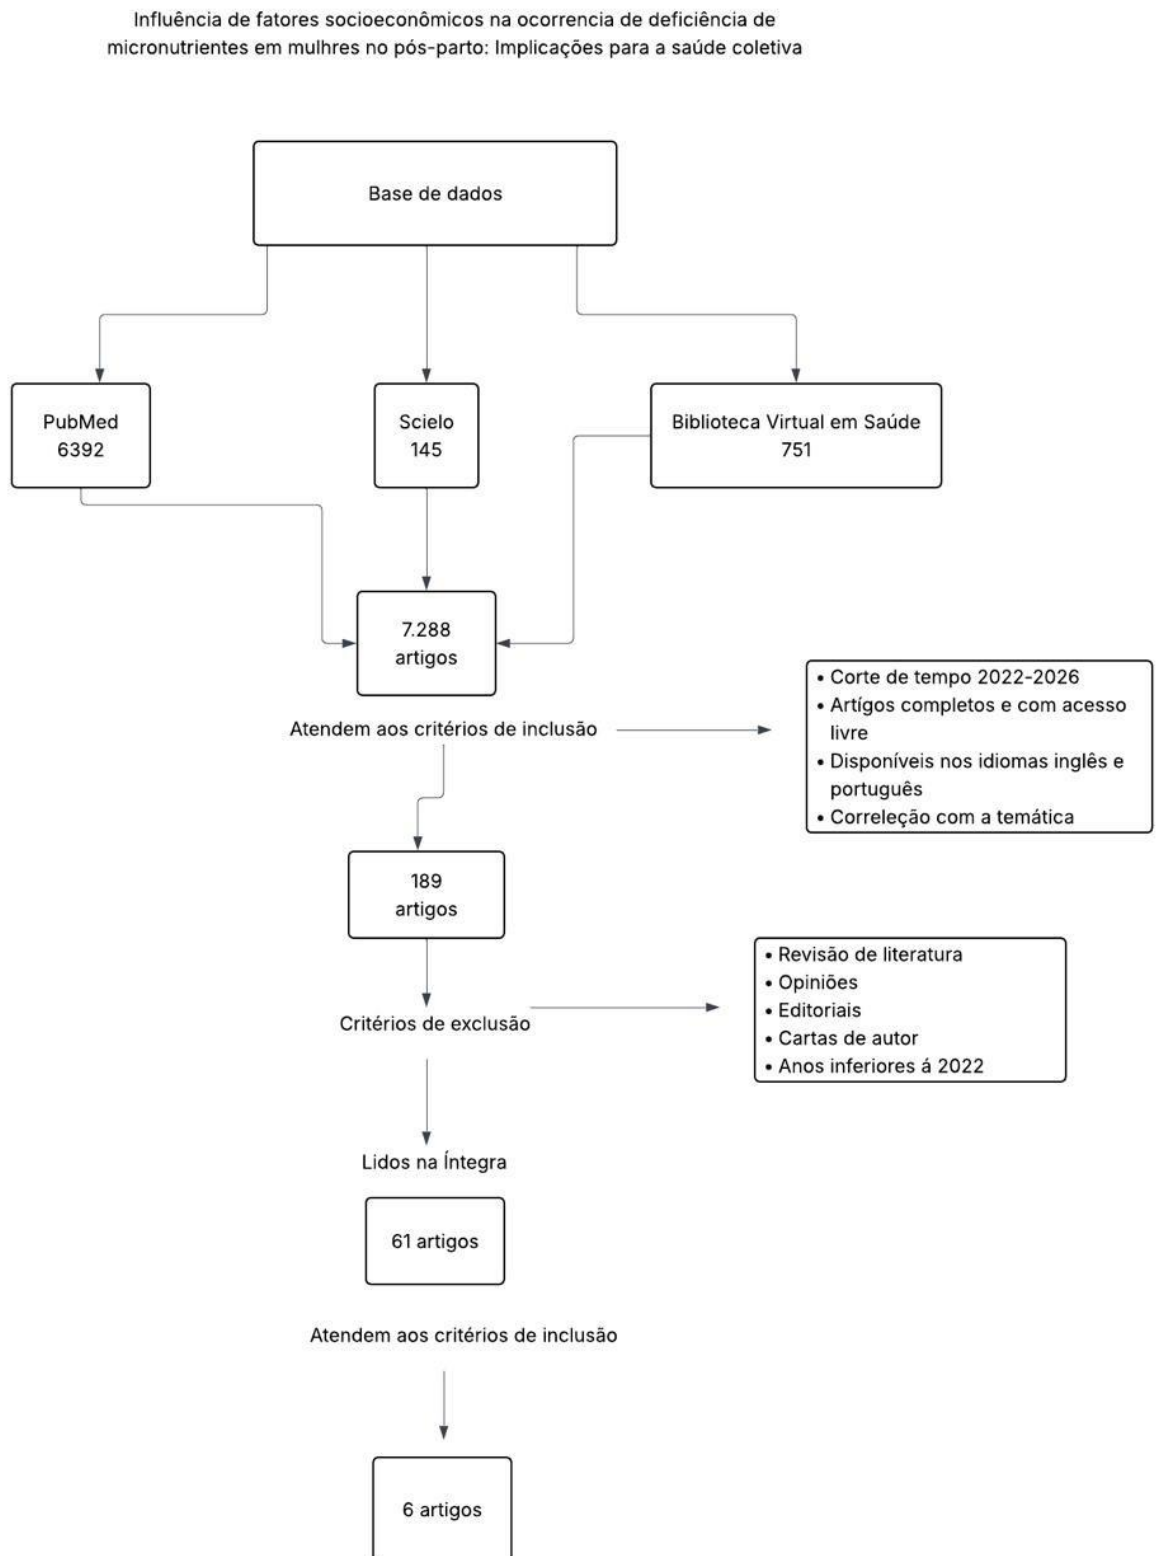 Influência de fatores socioeconômicos na ocorrencia de deficiência de
micronutrientes em mulhres no pós-parto: Implicações para a saúde coletiva
Base de dados
PubMed
6392
Scielo
145
Biblioteca Virtual em Saúde
751
7.288
artigos
Atendem aos critérios de inclusão
• Corte de tempo 2022-2026
• Artígos completos e com acesso
livre
• Disponíveis nos idiomas inglês e
português
• Correleção com a temática
189
artigos
Critérios de exclusão
• Revisão de literatura
• Opiniões
• Editoriais
• Cartas de autor
• Anos inferiores á 2022
Lidos na Íntegra
61 artigos
Atendem aos critérios de inclusão
6 artigos